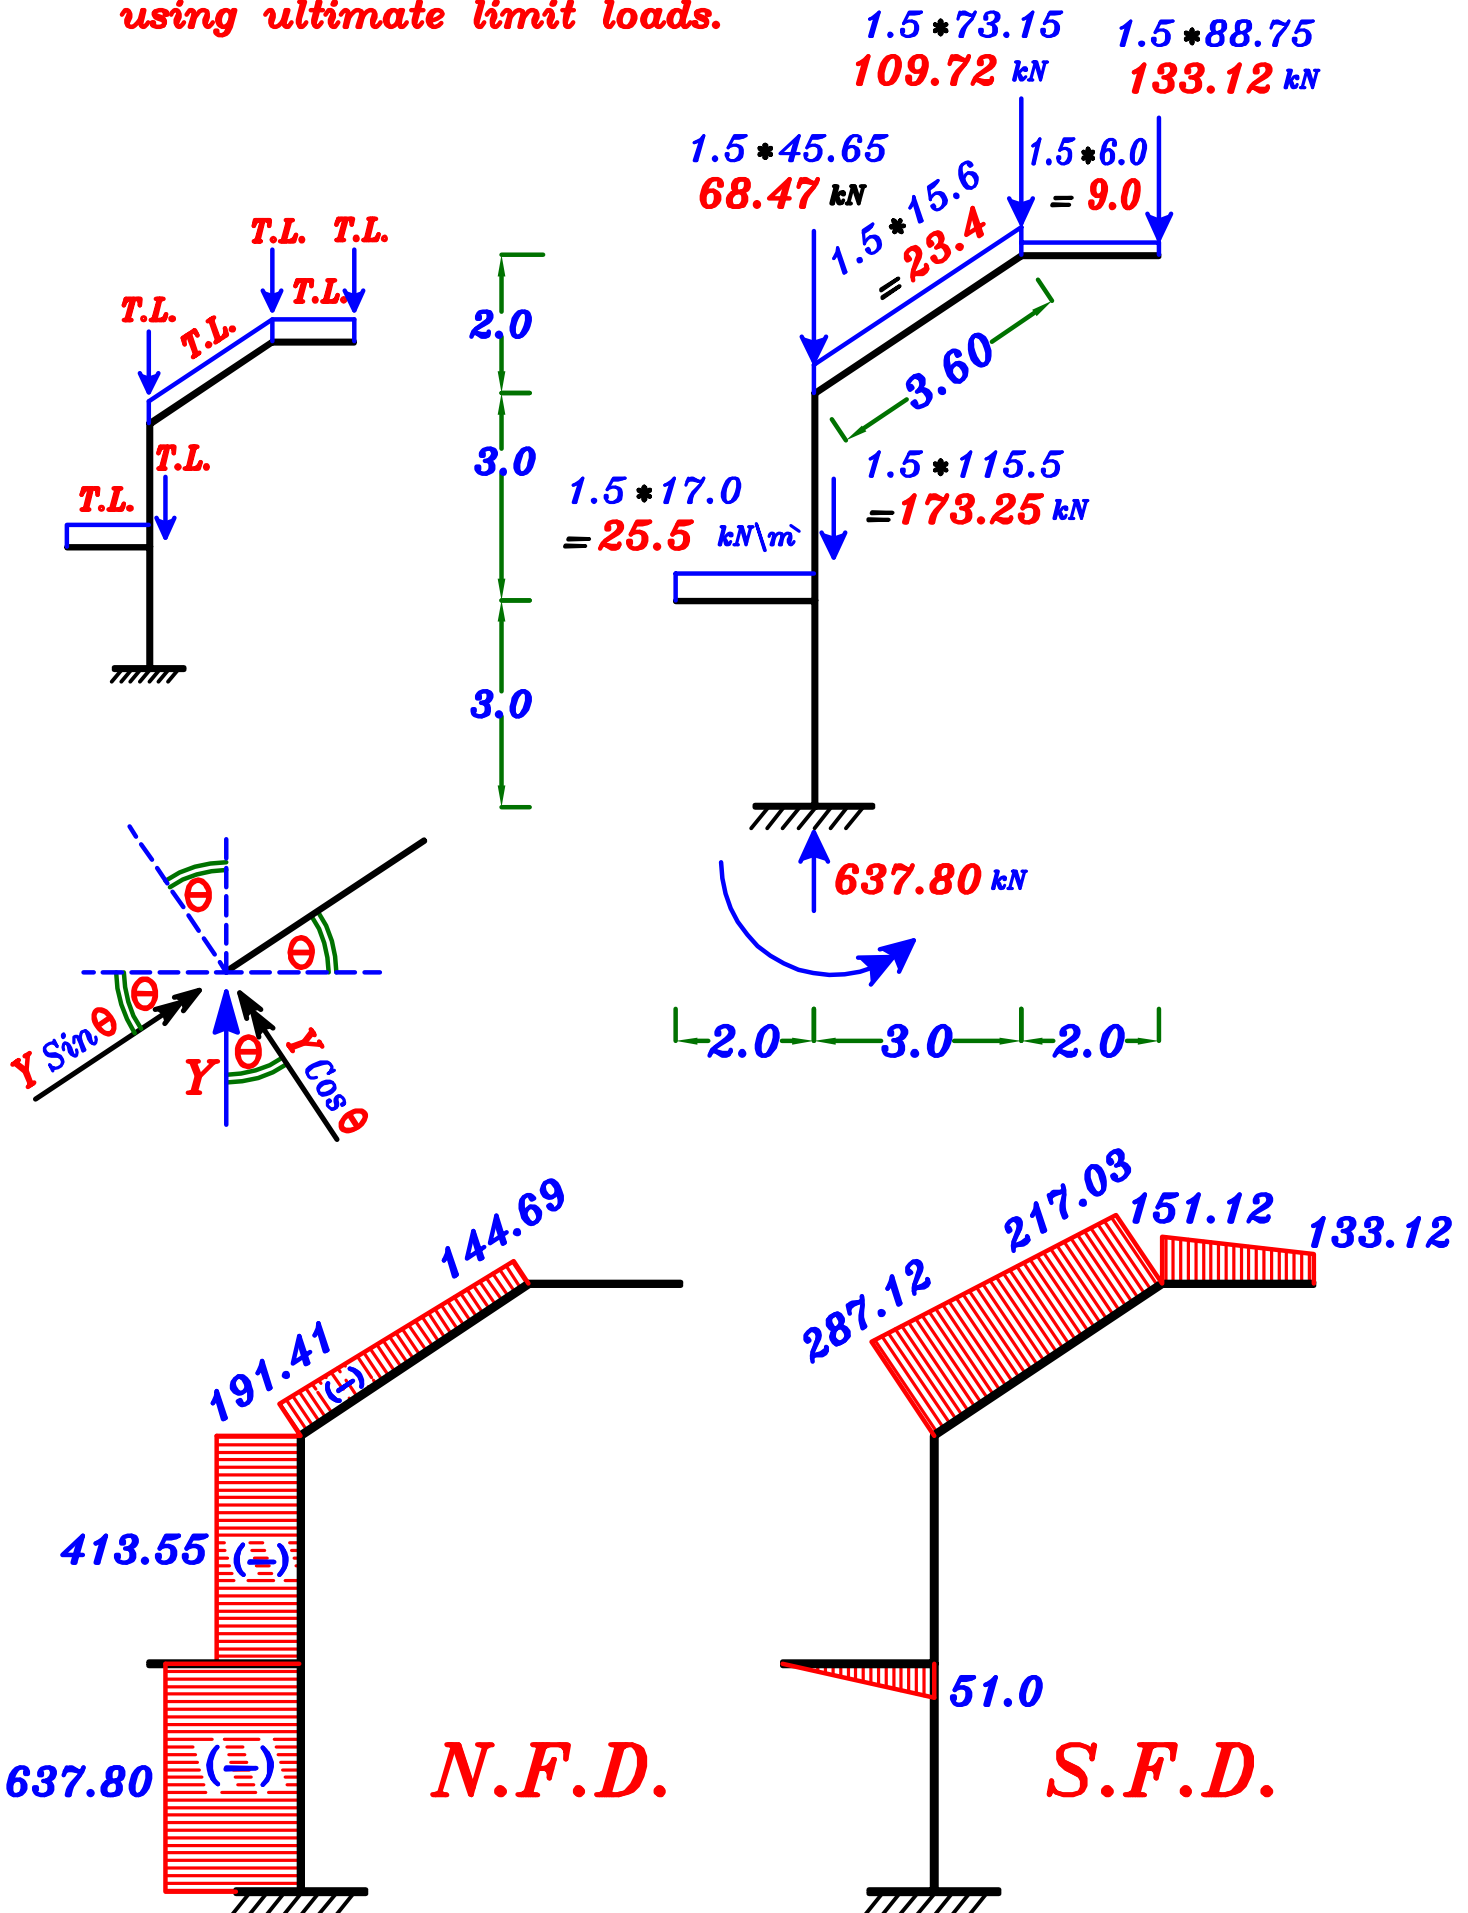 using ultimate limit loads.
1.5 * 73.15
109.72 kN
1.5 * 88.75
133.12 kN
1.5 * 45.65
68.47 kN
1.5 * 15.6
= 23.4
1.5 * 6.0
= 9.0
T.L.
T.L.
T.L.
T.L.
T.L.
T.L.
T.L.
2.0
3.0
3.0
3.60
1.5 * 17.0
= 25.5 kN\m`
1.5 * 115.5
= 173.25 kN
637.80 kN
2.0
3.0
2.0
θ
θ
θ
θ
Y Sin θ
Y
Y Cos θ
144.69
191.41
(-)
413.55
(-)
637.80
(-)
N.F.D.
217.03
151.12
133.12
287.12
51.0
S.F.D.